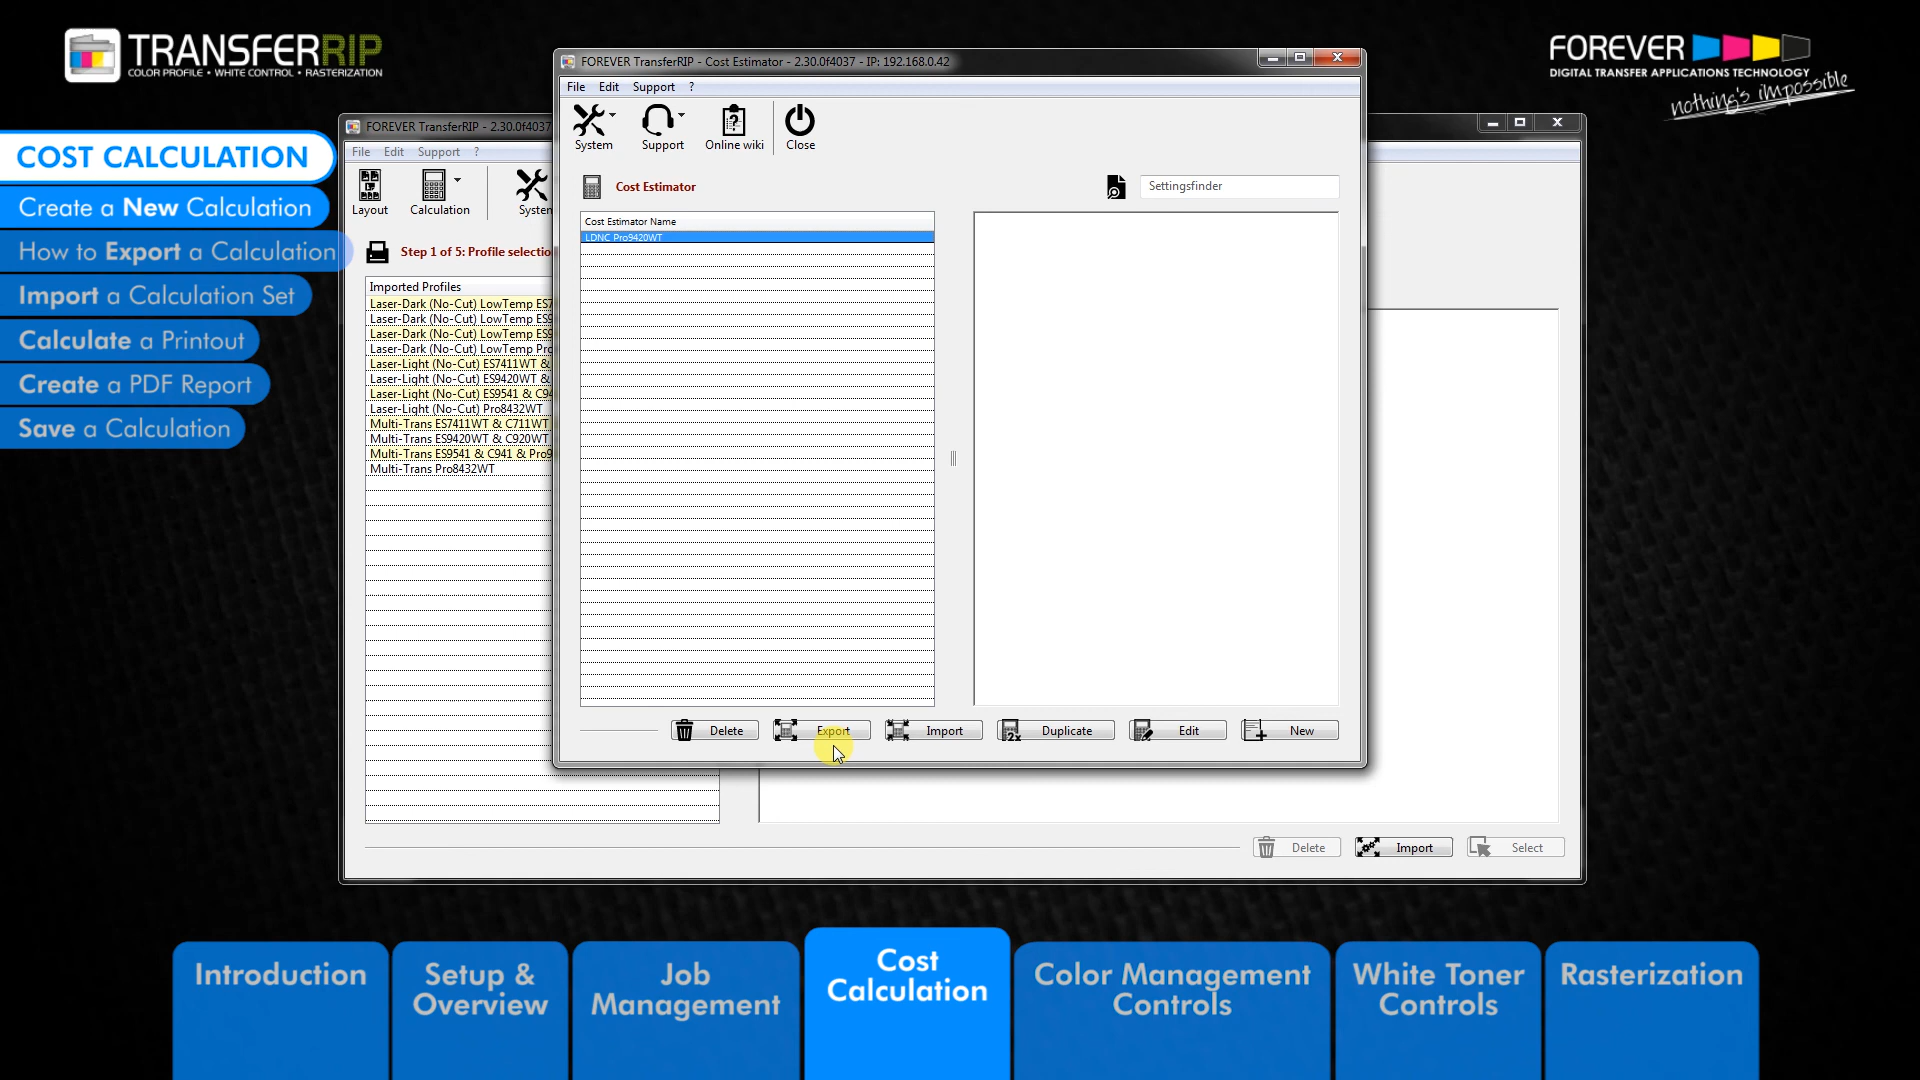 TRANSFERRIP
COLOR PROFILE • WHITE CONTROL • RASTERIZATION
FOREVER
DIGITAL TRANSFER APPLICATIONS TECHNOLOGY
nothing's impossible
COST CALCULATION
Create a New Calculation
How to Export a Calculation
Import a Calculation Set
Calculate a Printout
Create a PDF Report
Save a Calculation
FOREVER TransferRIP - 2.30.0f4037
File Edit Support ?
Layout
Calculation
System
Step 1 of 5: Profile selectio
Imported Profiles
Laser-Dark (No-Cut) LowTemp ES7
Laser-Dark (No-Cut) LowTemp ES9
Laser-Dark (No-Cut) LowTemp ES9
Laser-Dark (No-Cut) LowTemp Pro
Laser-Light (No-Cut) ES7411WT &
Laser-Light (No-Cut) ES9420WT &
Laser-Light (No-Cut) ES9541 & C94
Laser-Light (No-Cut) Pro8432WT
Multi-Trans ES7411WT & C711WT
Multi-Trans ES9420WT & C920WT
Multi-Trans ES9541 & C941 & Pro9
Multi-Trans Pro8432WT
Delete
Import
Select
FOREVER TransferRIP - Cost Estimator - 2.30.0f4037 - IP: 192.168.0.42
File Edit Support ?
System
Support
Online wiki
Close
Cost Estimator
Settingsfinder
Cost Estimator Name
LDNC Pro9420WT
Delete
Export
Import
2x
Duplicate
Edit
New
Introduction
Setup &
Overview
Job
Management
Cost
Calculation
Color Management
Controls
White Toner
Controls
Rasterization